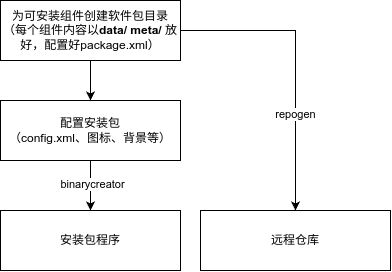 为可安装组件创建软件包目录
（每个组件内容以data/ meta/ 放
好，配置好package.xml）
配置安装包
（config.xml、图标、背景等）
repogen
binarycreator
安装包程序
远程仓库